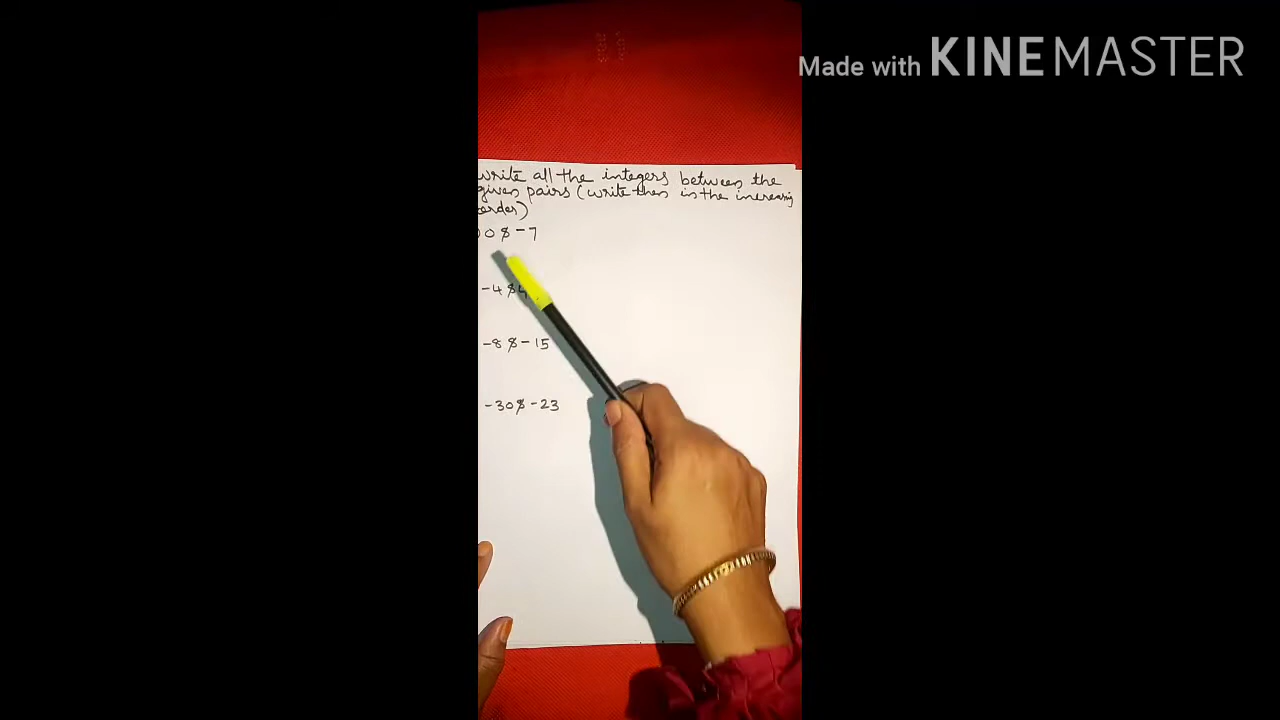 Made with KINEMASTER
write all the integers between the
given pairs (write them in the increasing
order)
) 0 & -7
-4 & 4
-8 & -15
-30 & -23